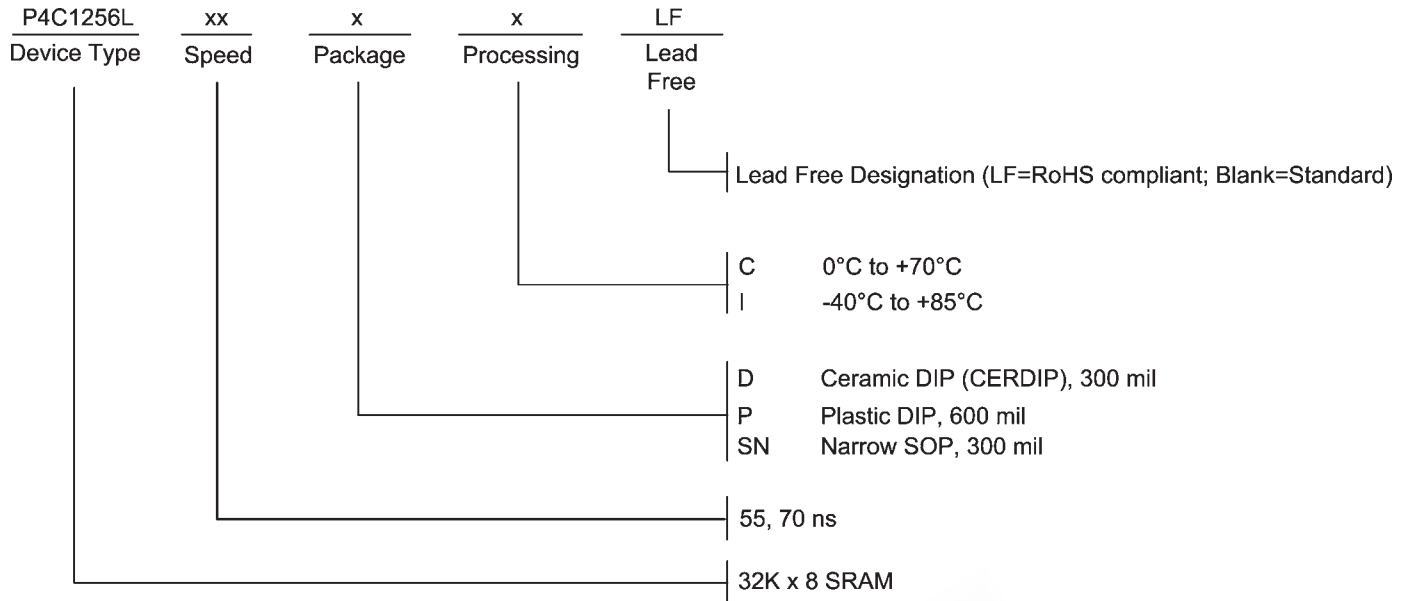 P4C1256L xx x x LF
Device Type Speed Package Processing Lead
Free
Lead Free Designation (LF=RoHS compliant; Blank=Standard)
C 0°C to +70°C
I -40°C to +85°C
D Ceramic DIP (CERDIP), 300 mil
P Plastic DIP, 600 mil
SN Narrow SOP, 300 mil
55, 70 ns
32K x 8 SRAM